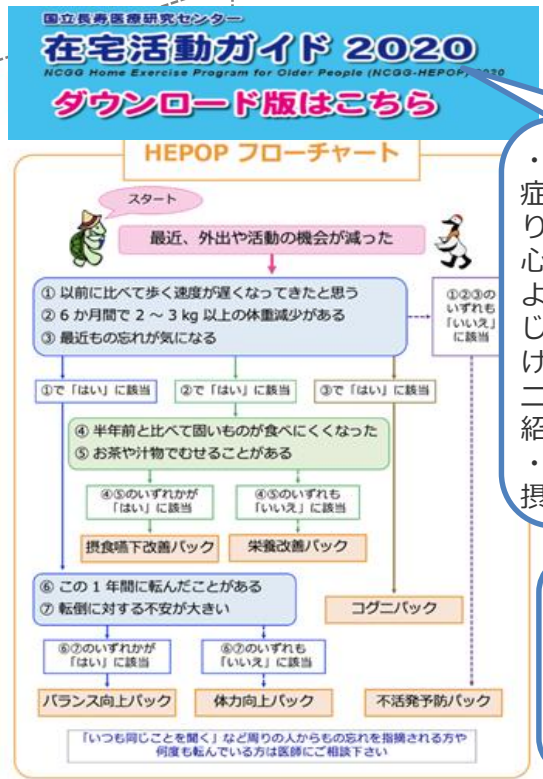 国立長寿医療研究センター
在宅活動ガイド 2020
NCGG Home Exercise Program for Older People (NCGG-HEPOP) 2020
ダウンロード版はこちら
HEPOP フローチャート
スタート
最近、外出や活動の機会が減った
① 以前に比べて歩く速度が遅くなってきたと思う
② 6 か月間で 2 ~ 3 kg 以上の体重減少がある
③ 最近もの忘れが気になる
①②③の
いずれも
「いいえ」
に該当
①で「はい」に該当
②で「はい」に該当
③で「はい」に該当
④ 半年前と比べて固いものが食べにくくなった
⑤ お茶や汁物でむせることがある
④⑤のいずれかが
「はい」に該当
④⑤のいずれも
「いいえ」に該当
摂食嚥下改善パック
栄養改善パック
⑥ この 1 年間に転んだことがある
⑦ 転倒に対する不安が大きい
コグニパック
⑥⑦のいずれかが
「はい」に該当
⑥⑦のいずれも
「いいえ」に該当
バランス向上パック
体力向上パック
不活発予防パック
「いつも同じことを聞く」など周りの人からもの忘れを指摘される方や
何度も転んでいる方は医師にご相談下さい
・
症
り
心
よ
じ
け
ニ
紹
・
摂